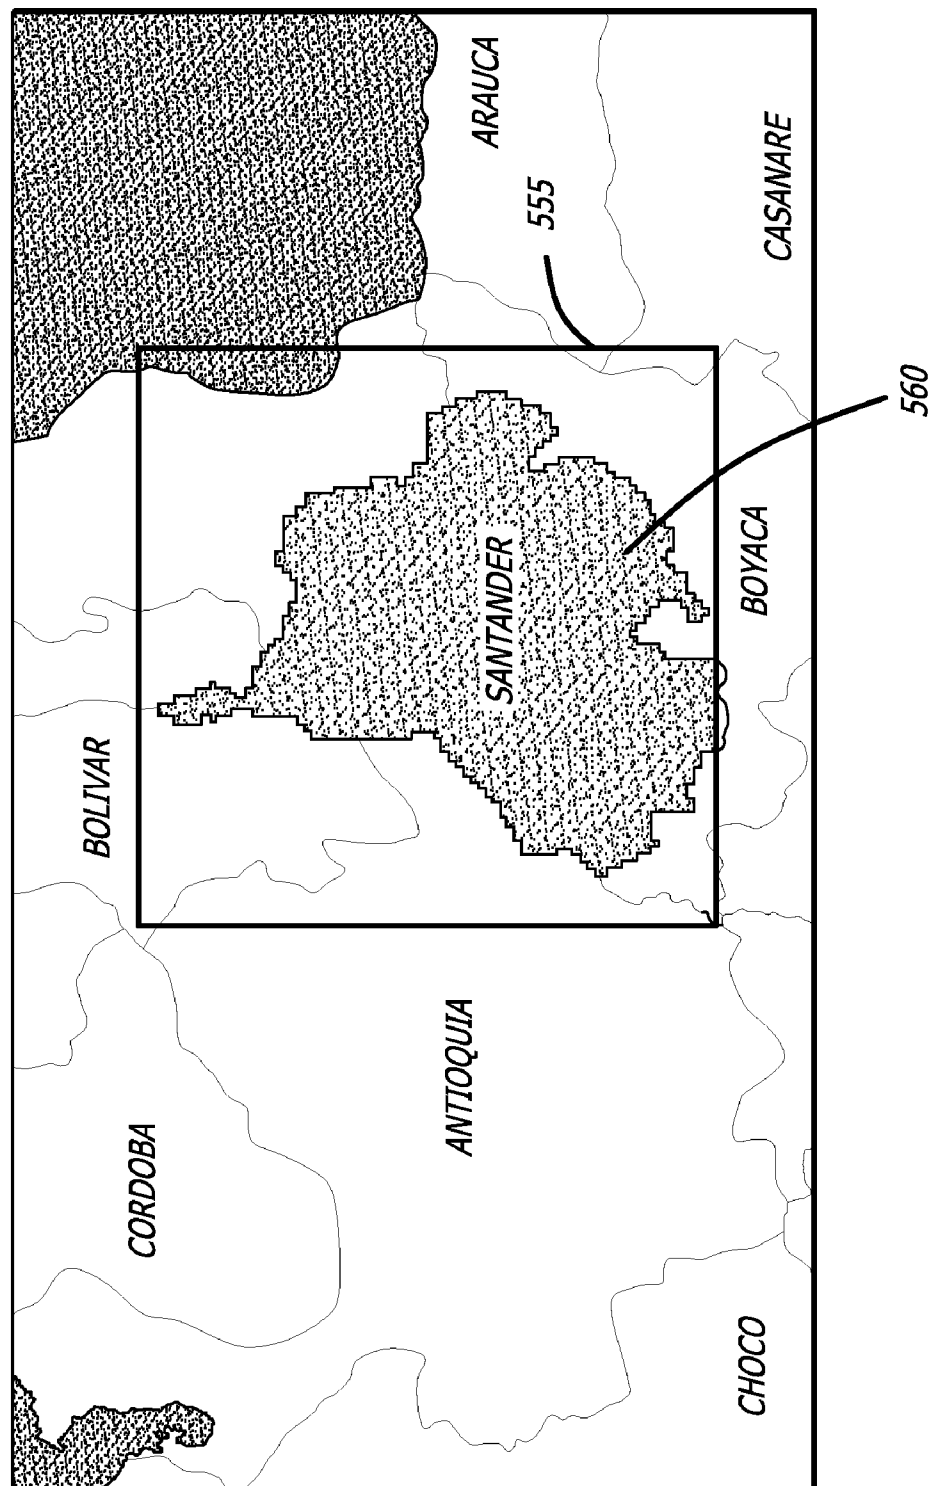 BOLIVAR
CORDOBA
ANTIOQUIA
SANTANDER
ARAUCA
555
CHOCO
BOYACA
CASANARE
560